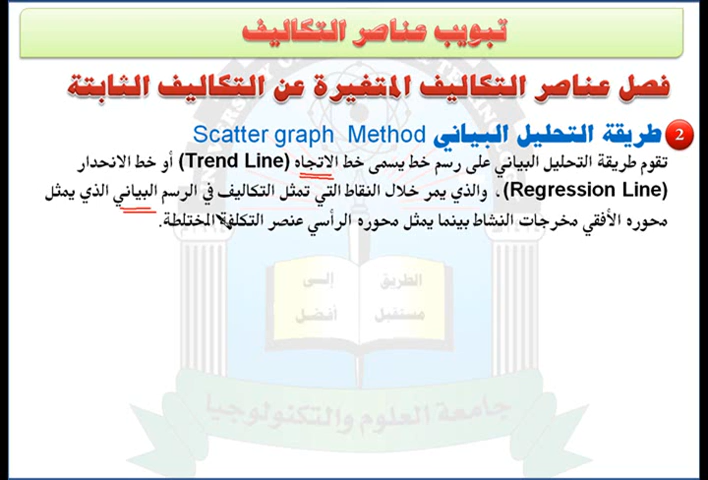 تبويب عناصر التكاليف
فصل عناصر التكاليف المتغيرة عن التكاليف الثابتة
2 طريقة التحليل البياني Scatter graph Method
تقوم طريقة التحليل البياني على رسم خط يسمى خط الاتجاه (Trend Line) أو خط الانحدار
(Regression Line)، والذي يمر خلال النقاط التي تمثل التكاليف في الرسم البياني الذي يمثل
محوره الأفقي مخرجات النشاط بينما يمثل محوره الرأسي عنصر التكلفة المختلطة.
الطريق إلى
مستقبل أفضل
جامعة العلوم والتكنولوجيا